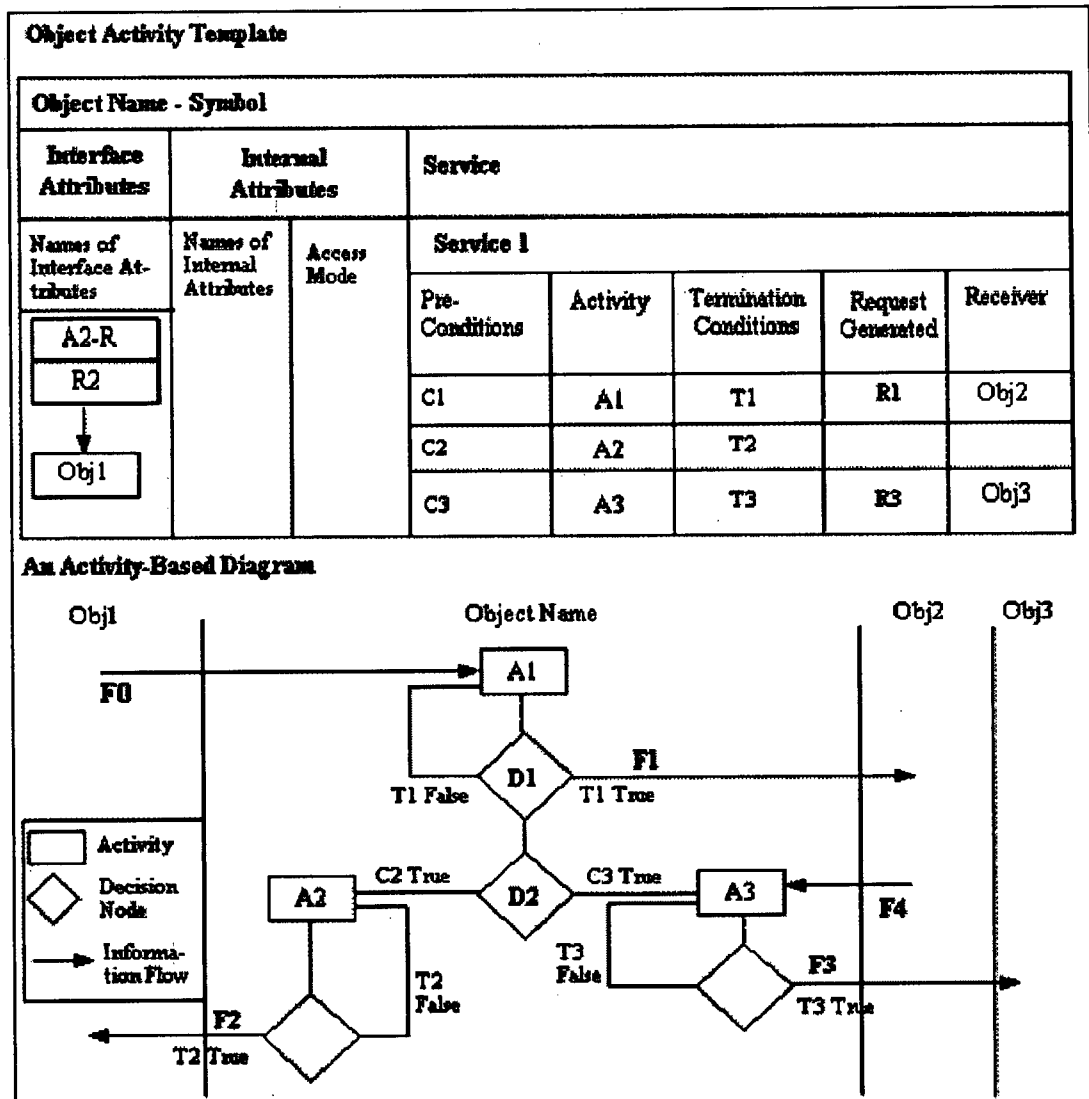 Object Activity Template
Object Name - Symbol
Interface
Attributes
Internal
Attributes
Service
Names of
Interface At-
tributes
Names of
Internal
Attributes
Access
Mode
Service 1
Pre-
Conditions
Activity
Termination
Conditions
Request
Generated
Receiver
A2-R
R2
Obj1
C1 A1 T1 R1 Obj2
C2 A2 T2
C3 A3 T3 R3 Obj3
An Activity-Based Diagram
Obj1 Object Name Obj2 Obj3
F0
A1
D1
F1
T1 False
T1 True
Activity
Decision
Node
Informa-
tion Flow
A2
C2 True
D2
C3 True
A3
F4
T2
False
T3
False
F3
T3 True
F2
T2 True